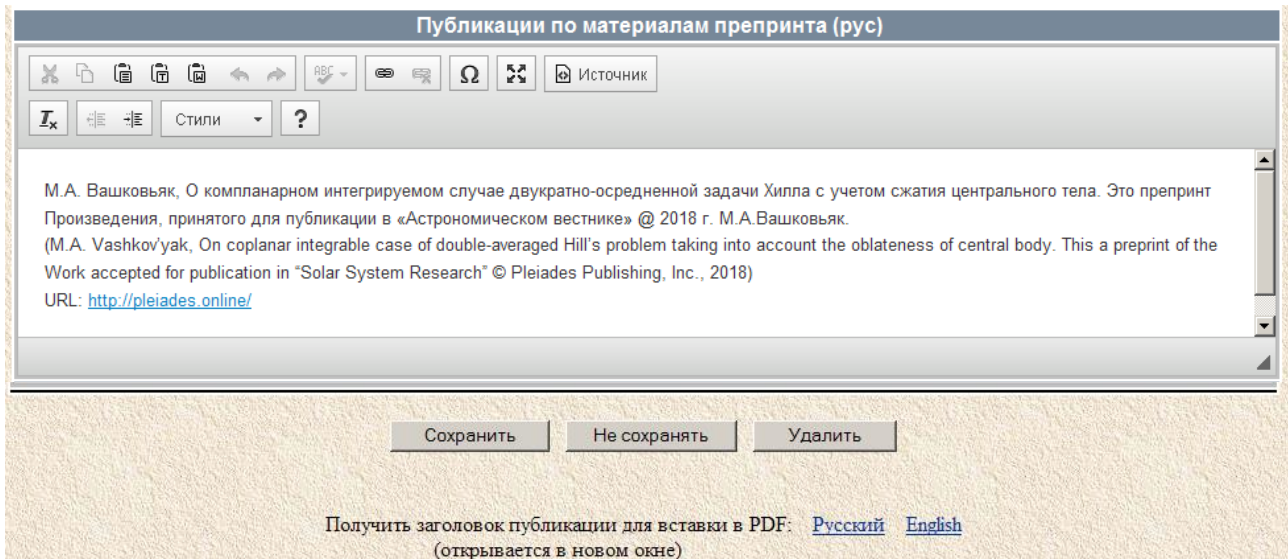 Публикации по материалам препринта (рус)
ABC Ω Источник
Стили ?
М.А. Вашковьяк, О компланарном интегрируемом случае двукратно-осредненной задачи Хилла с учетом сжатия центрального тела. Это препринт
Произведения, принятого для публикации в «Астрономическом вестнике» @ 2018 г. М.А.Вашковьяк.
(M.A. Vashkov'yak, On coplanar integrable case of double-averaged Hill's problem taking into account the oblateness of central body. This a preprint of the
Work accepted for publication in “Solar System Research” © Pleiades Publishing, Inc., 2018)
URL: http://pleiades.online/
Сохранить Не сохранять Удалить
Получить заголовок публикации для вставки в PDF: Русский English
(открывается в новом окне)